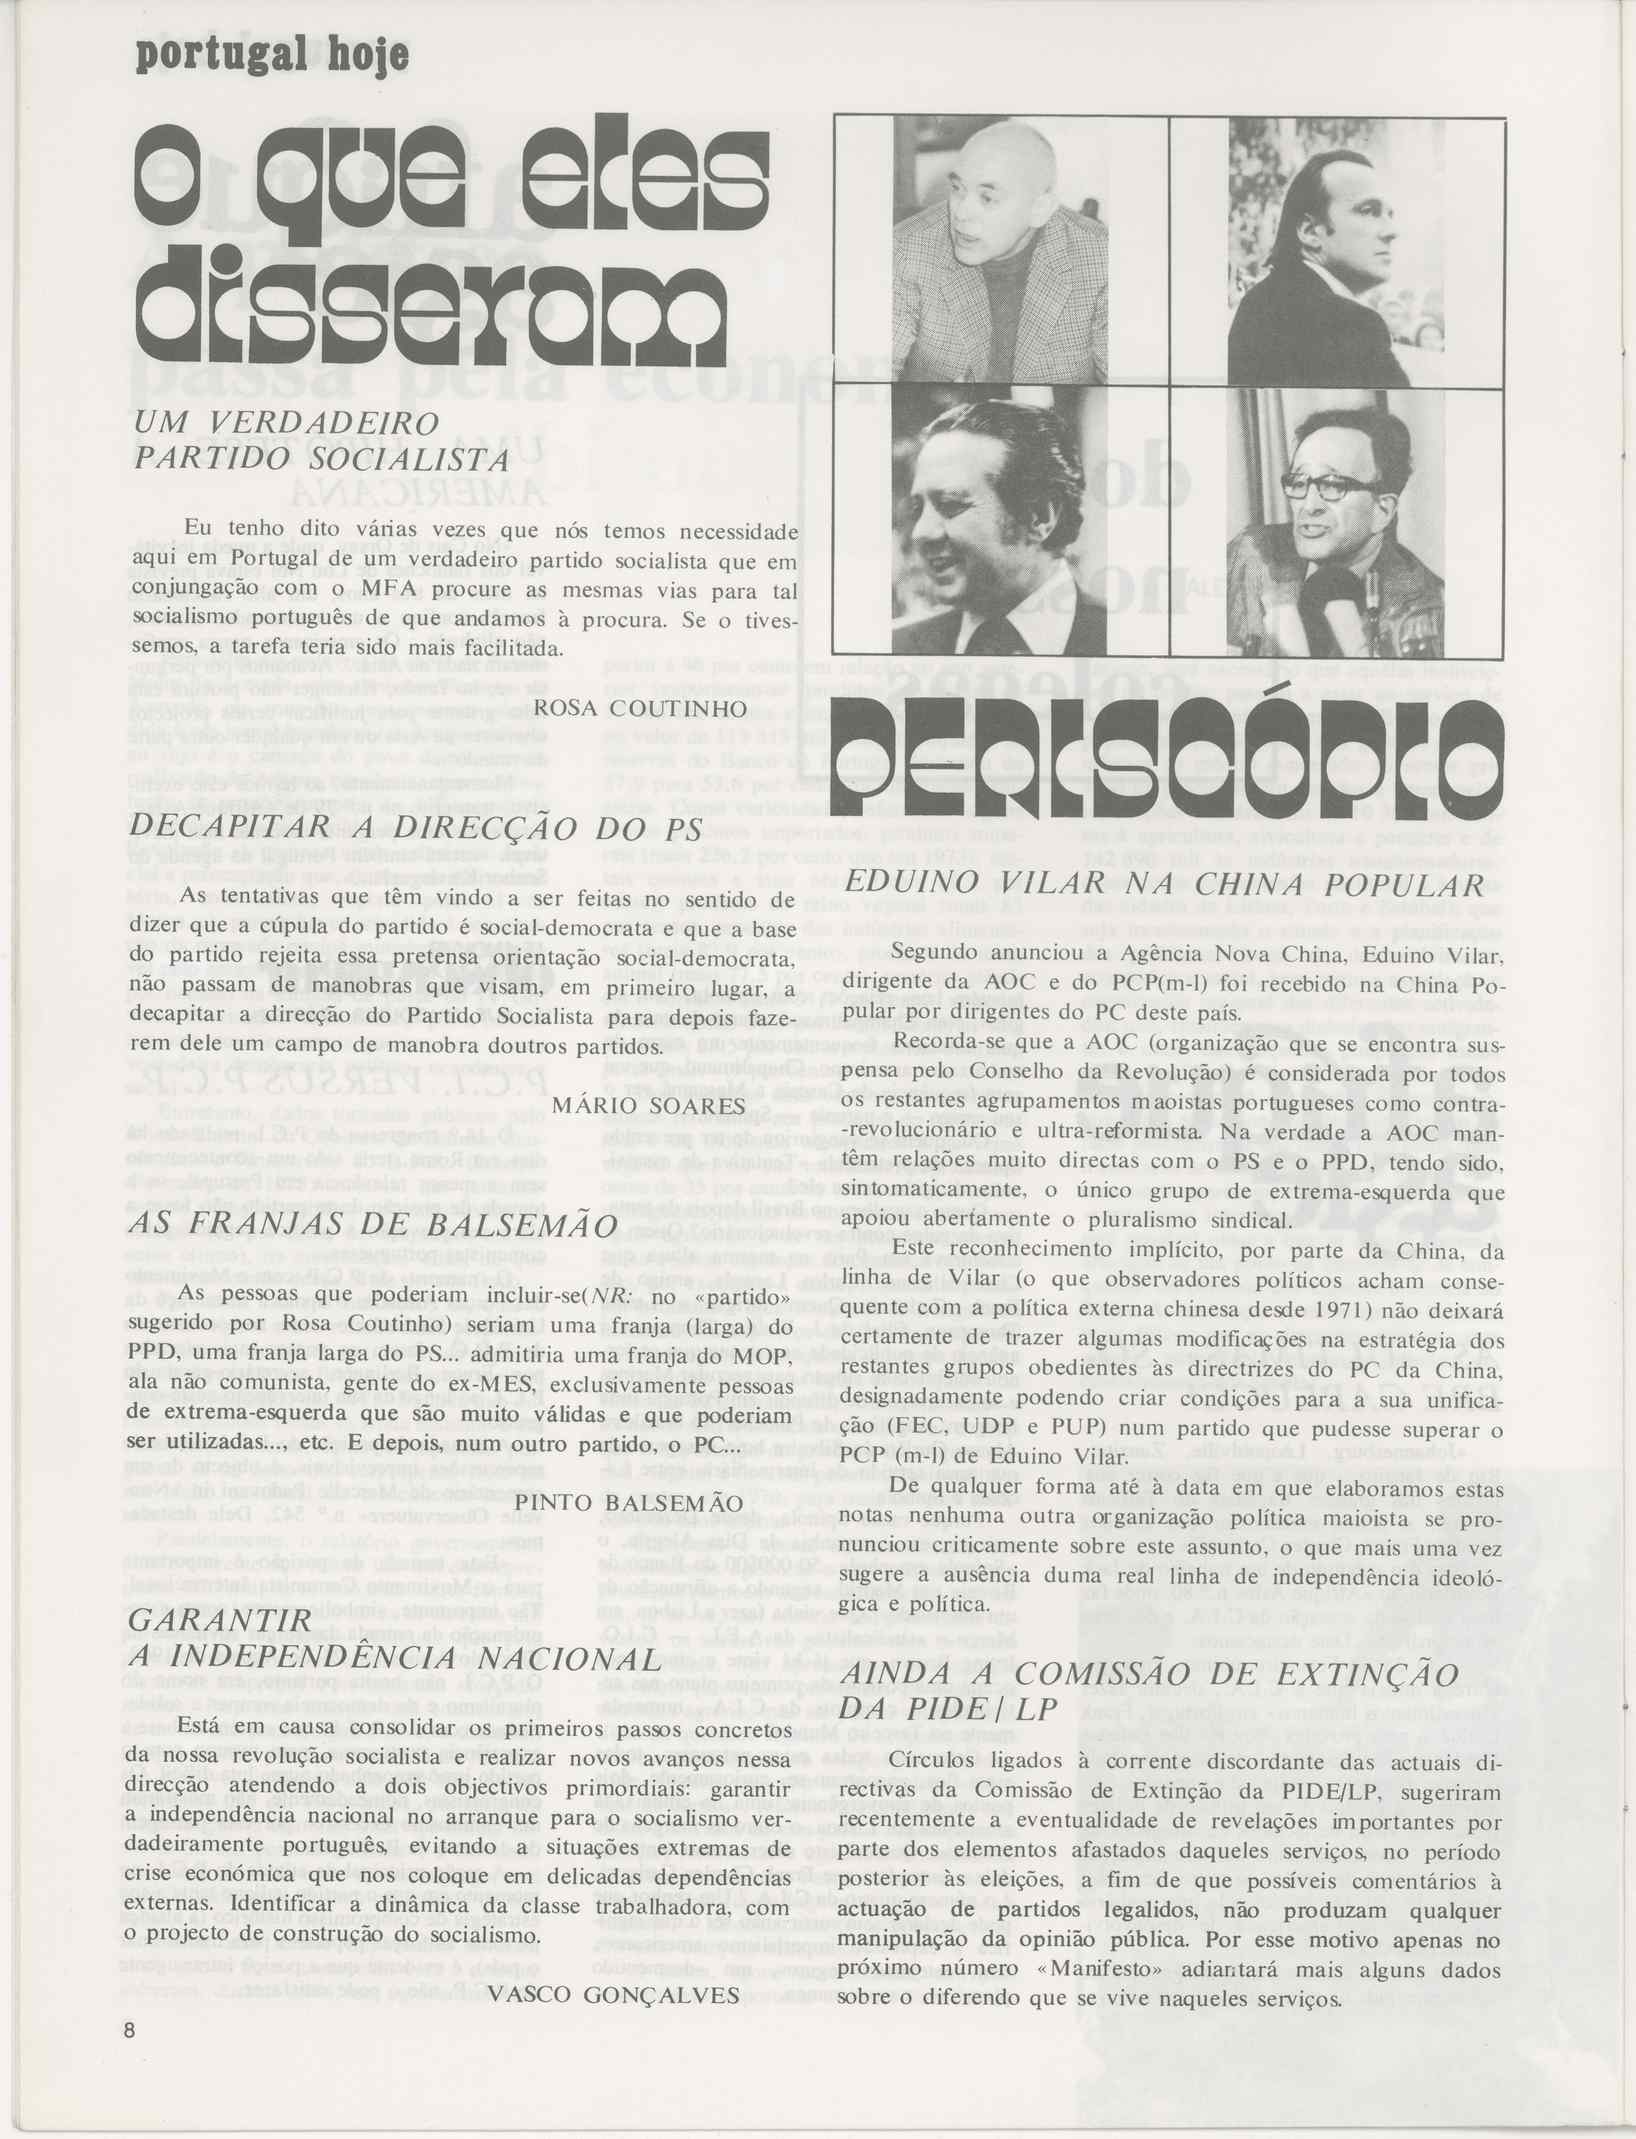 portugal hoje
o que eles
disseram
UM VERDADEIRO
PARTIDO SOCIALISTA
Eu tenho dito várias vezes que nós temos necessidade
aqui em Portugal de um verdadeiro partido socialista que em
conjungação com o MFA procure as mesmas vias para tal
socialismo português de que andamos à procura. Se o tives-
semos, a tarefa teria sido mais facilitada.
ROSA COUTINHO
DECAPITAR A DIRECÇÃO DO PS
As tentativas que têm vindo a ser feitas no sentido de
dizer que a cúpula do partido é social-democrata e que a base
do partido rejeita essa pretensa orientação social-democrata,
não passam de manobras que visam, em primeiro lugar, a
decapitar a direcção do Partido Socialista para depois faze-
rem dele um campo de manobra doutros partidos.
MÁRIO SOARES
AS FRANJAS DE BALSEMÃO
As pessoas que poderiam incluir-se(NR: no «partido»
sugerido por Rosa Coutinho) seriam uma franja (larga) do
PPD, uma franja larga do PS... admitiria uma franja do MOP,
ala não comunista, gente do ex-MES, exclusivamente pessoas
de extrema-esquerda que são muito válidas e que poderiam
ser utilizadas..., etc. E depois, num outro partido, o PC...
PINTO BALSEMÃO
GARANTIR
A INDEPENDÊNCIA NACIONAL
Está em causa consolidar os primeiros passos concretos
da nossa revolução socialista e realizar novos avanços nessa
direcção atendendo a dois objectivos primordiais: garantir
a independência nacional no arranque para o socialismo ver-
dadeiramente português, evitando a situações extremas de
crise económica que nos coloque em delicadas dependências
externas. Identificar a dinâmica da classe trabalhadora, com
o projecto de construção do socialismo.
VASCO GONÇALVES
8
PERISCÓPIO
EDUINO VILAR NA CHINA POPULAR
Segundo anunciou a Agência Nova China, Eduino Vilar,
dirigente da AOC e do PCP(m-l) foi recebido na China Po-
pular por dirigentes do PC deste país.
Recorda-se que a AOC (organização que se encontra sus-
pensa pelo Conselho da Revolução) é considerada por todos
os restantes agrupamentos maoistas portugueses como contra-
-revolucionário e ultra-reformista. Na verdade a AOC man-
têm relações muito directas com o PS e o PPD, tendo sido,
sintomaticamente, o único grupo de extrema-esquerda que
apoiou abertamente o pluralismo sindical.
Este reconhecimento implícito, por parte da China, da
linha de Vilar (o que observadores políticos acham conse-
quente com a política externa chinesa desde 1971) não deixará
certamente de trazer algumas modificações na estratégia dos
restantes grupos obedientes às directrizes do PC da China,
designadamente podendo criar condições para a sua unifica-
ção (FEC, UDP e PUP) num partido que pudesse superar o
PCP (m-l) de Eduino Vilar.
De qualquer forma até à data em que elaboramos estas
notas nenhuma outra organização política maioista se pro-
nunciou criticamente sobre este assunto, o que mais uma vez
sugere a ausência duma real linha de independência ideoló-
gica e política.
AINDA A COMISSÃO DE EXTINÇÃO
DA PIDE/LP
Círculos ligados à corrente discordante das actuais di-
rectivas da Comissão de Extinção da PIDE/LP, sugeriram
recentemente a eventualidade de revelações importantes por
parte dos elementos afastados daqueles serviços, no período
posterior às eleições, a fim de que possíveis comentários à
actuação de partidos legalidos, não produzam qualquer
manipulação da opinião pública. Por esse motivo apenas no
próximo número «Manifesto» adiantará mais alguns dados
sobre o diferendo que se vive naqueles serviços.